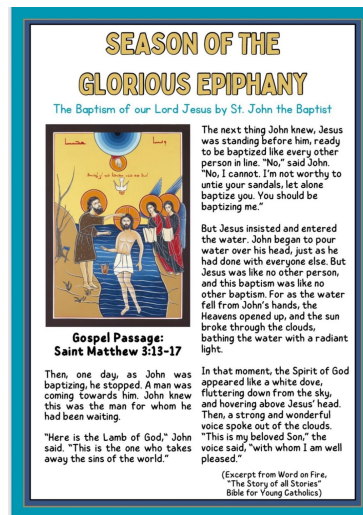 SEASON OF THE
GLORIOUS EPIPHANY
The Baptism of our Lord Jesus by St. John the Baptist
Gospel Passage:
Saint Matthew 3:13-17
Then, one day, as John was
baptizing, he stopped. A man was
coming towards him. John knew
this was the man for whom he
had been waiting.
"Here is the Lamb of God," John
said. "This is the one who takes
away the sins of the world."
The next thing John knew, Jesus
was standing before him, ready
to be baptized like every other
person in line. "No," said John.
"No, I cannot. I'm not worthy to
untie your sandals, let alone
baptize you. You should be
baptizing me."
But Jesus insisted and entered
the water. John began to pour
water over his head, just as he
had done with everyone else. But
Jesus was like no other person,
and this baptism was like no
other baptism. For as the water
fell from John's hands, the
Heavens opened up, and the sun
broke through the clouds,
bathing the water with a radiant
light.
In that moment, the Spirit of God
appeared like a white dove,
fluttering down from the sky,
and hovering above Jesus' head.
Then, a strong and wonderful
voice spoke out of the clouds.
"This is my beloved Son," the
voice said, "with whom I am well
pleased."
(Excerpt from Word on Fire,
"The Story of all Stories"
Bible for Young Catholics)